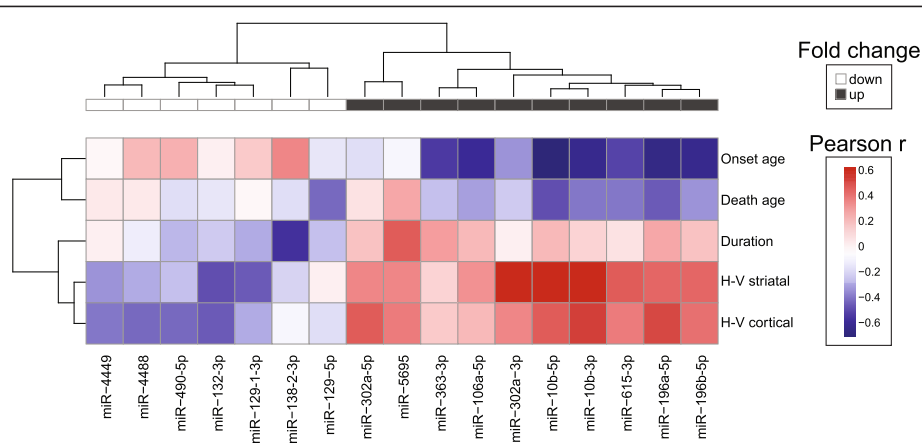 Fold change
down
up
Pearson r
0.6
0.4
0.2
0
−0.2
−0.4
−0.6
Onset age
Death age
Duration
H-V striatal
H-V cortical
miR−4449
miR−4488
miR−490-5p
miR−132-3p
miR−129-1-3p
miR−138-2-3p
miR−129−5p
miR−302a-5p
miR−5695
miR−363-3p
miR−106a-5p
miR−302a−3p
miR−10b-5p
miR−10b-3p
miR−615-3p
miR−196a-5p
miR−196b-5p